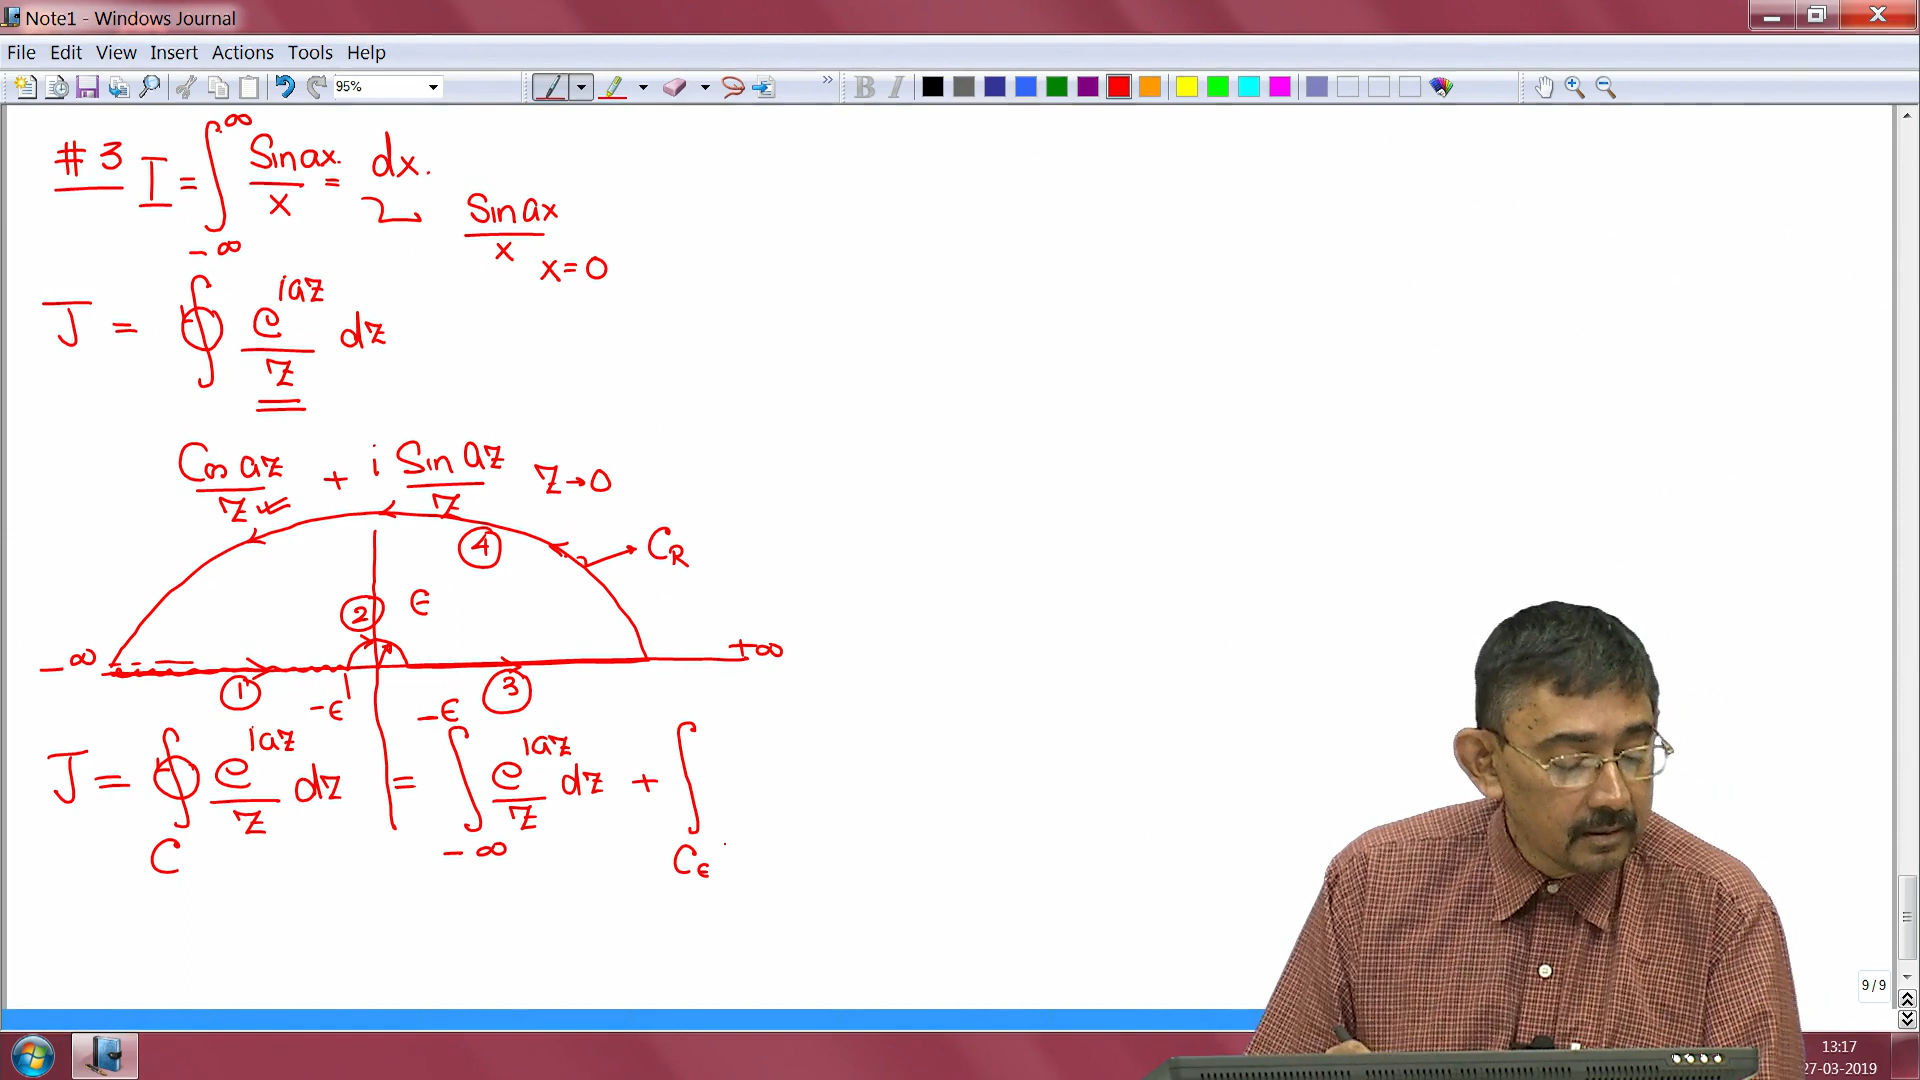 Note1 - Windows Journal
File Edit View Insert Actions Tools Help
95%
# 3 I = ∫_{-∞}^{∞} Sin ax / x = dx.
Sin ax / x x=0
J = ∮ e^{iaz} / z dz
Cos az / z + i Sin az / z z→0
④ C_R
② ϵ
-∞ +∞
① -ϵ ③
J = ∮_C e^{iaz} / z dz = ∫_{-∞}^{-ϵ} e^{iaz} / z dz + ∫_{C_ϵ}
9 / 9
13:17
27-03-2019